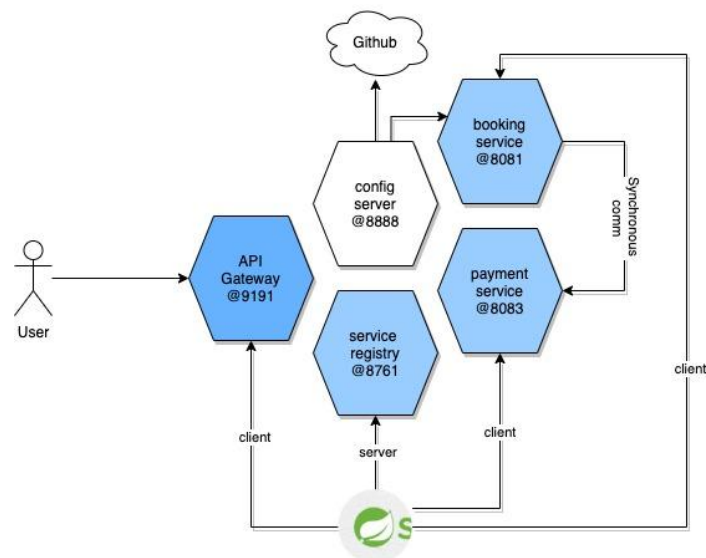 Github
booking
service
@8081
config
server
@8888
Synchronous
comm
API
Gateway
@9191
payment
service
@8083
User
service
registry
@8761
client
client
client
server
S